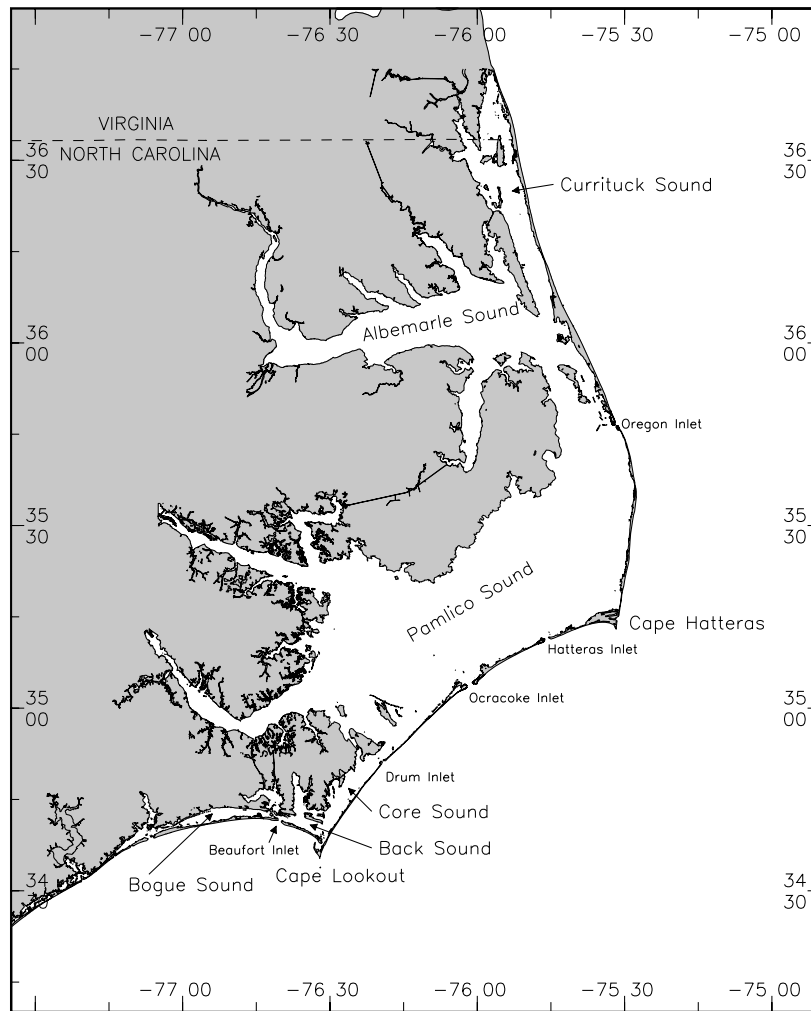 -77 00
-76 30
-76 00
-75 30
-75 00
VIRGINIA
NORTH CAROLINA
36
30
36
30
Currituck Sound
Albemarle Sound
36
00
36
00
Oregon Inlet
35
30
35
30
Pamlico Sound
Cape Hatteras
Hatteras Inlet
Ocracoke Inlet
35
00
35
00
Drum Inlet
Core Sound
Back Sound
Beaufort Inlet
Cape Lookout
Bogue Sound
34
30
34
30
-77 00
-76 30
-76 00
-75 30
-75 00